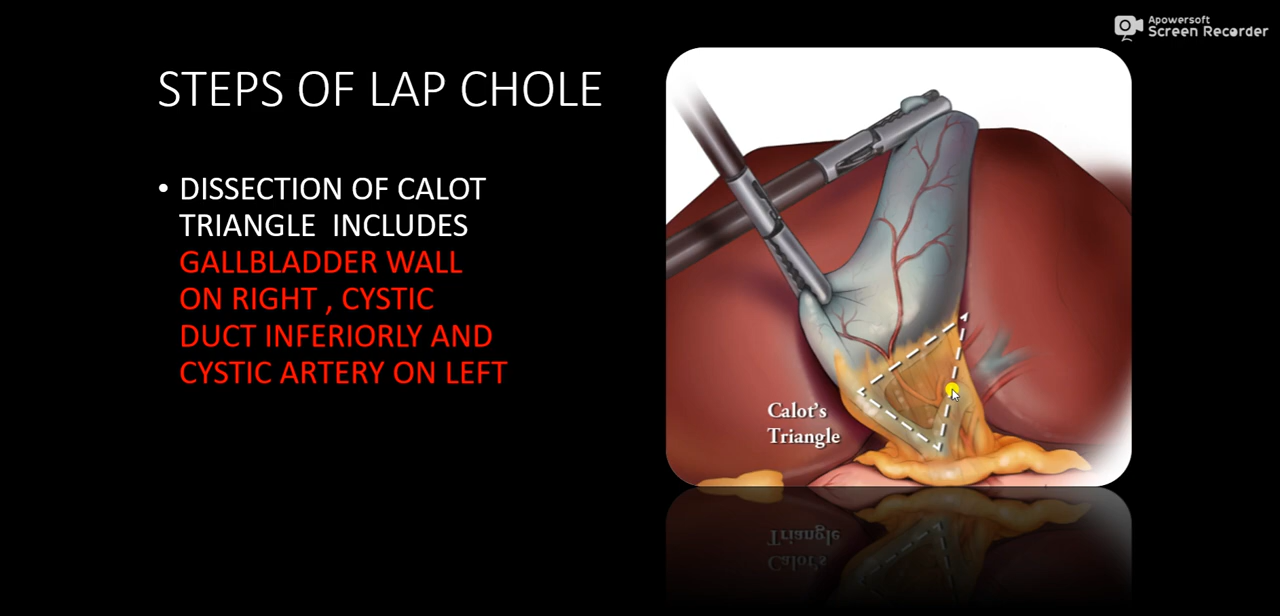 Apowersoft
Screen Recorder
STEPS OF LAP CHOLE
• DISSECTION OF CALOT
TRIANGLE INCLUDES
GALLBLADDER WALL
ON RIGHT , CYSTIC
DUCT INFERIORLY AND
CYSTIC ARTERY ON LEFT
Calot's
Triangle